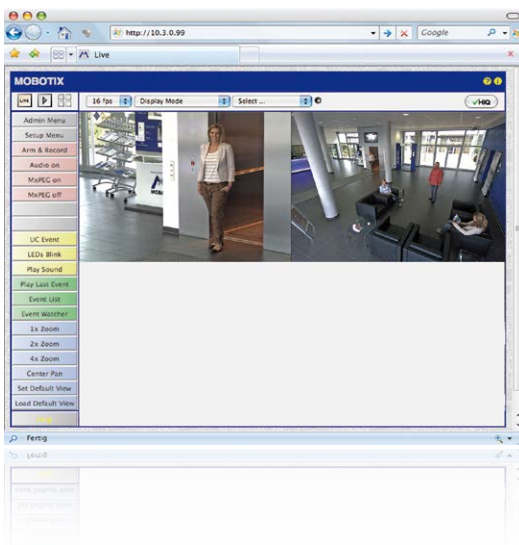 http://10.3.0.99
Google
Live
MOBOTIX
LIVE
16 fps
Display Mode
Select ...
HiQ
Admin Menu
Setup Menu
Arm & Record
Audio on
MxPEG on
MxPEG off
UC Event
LEDs Blink
Play Sound
Play Last Event
Event List
Event Watcher
1x Zoom
2x Zoom
4x Zoom
Center Pan
Set Default View
Load Default View
Fertig